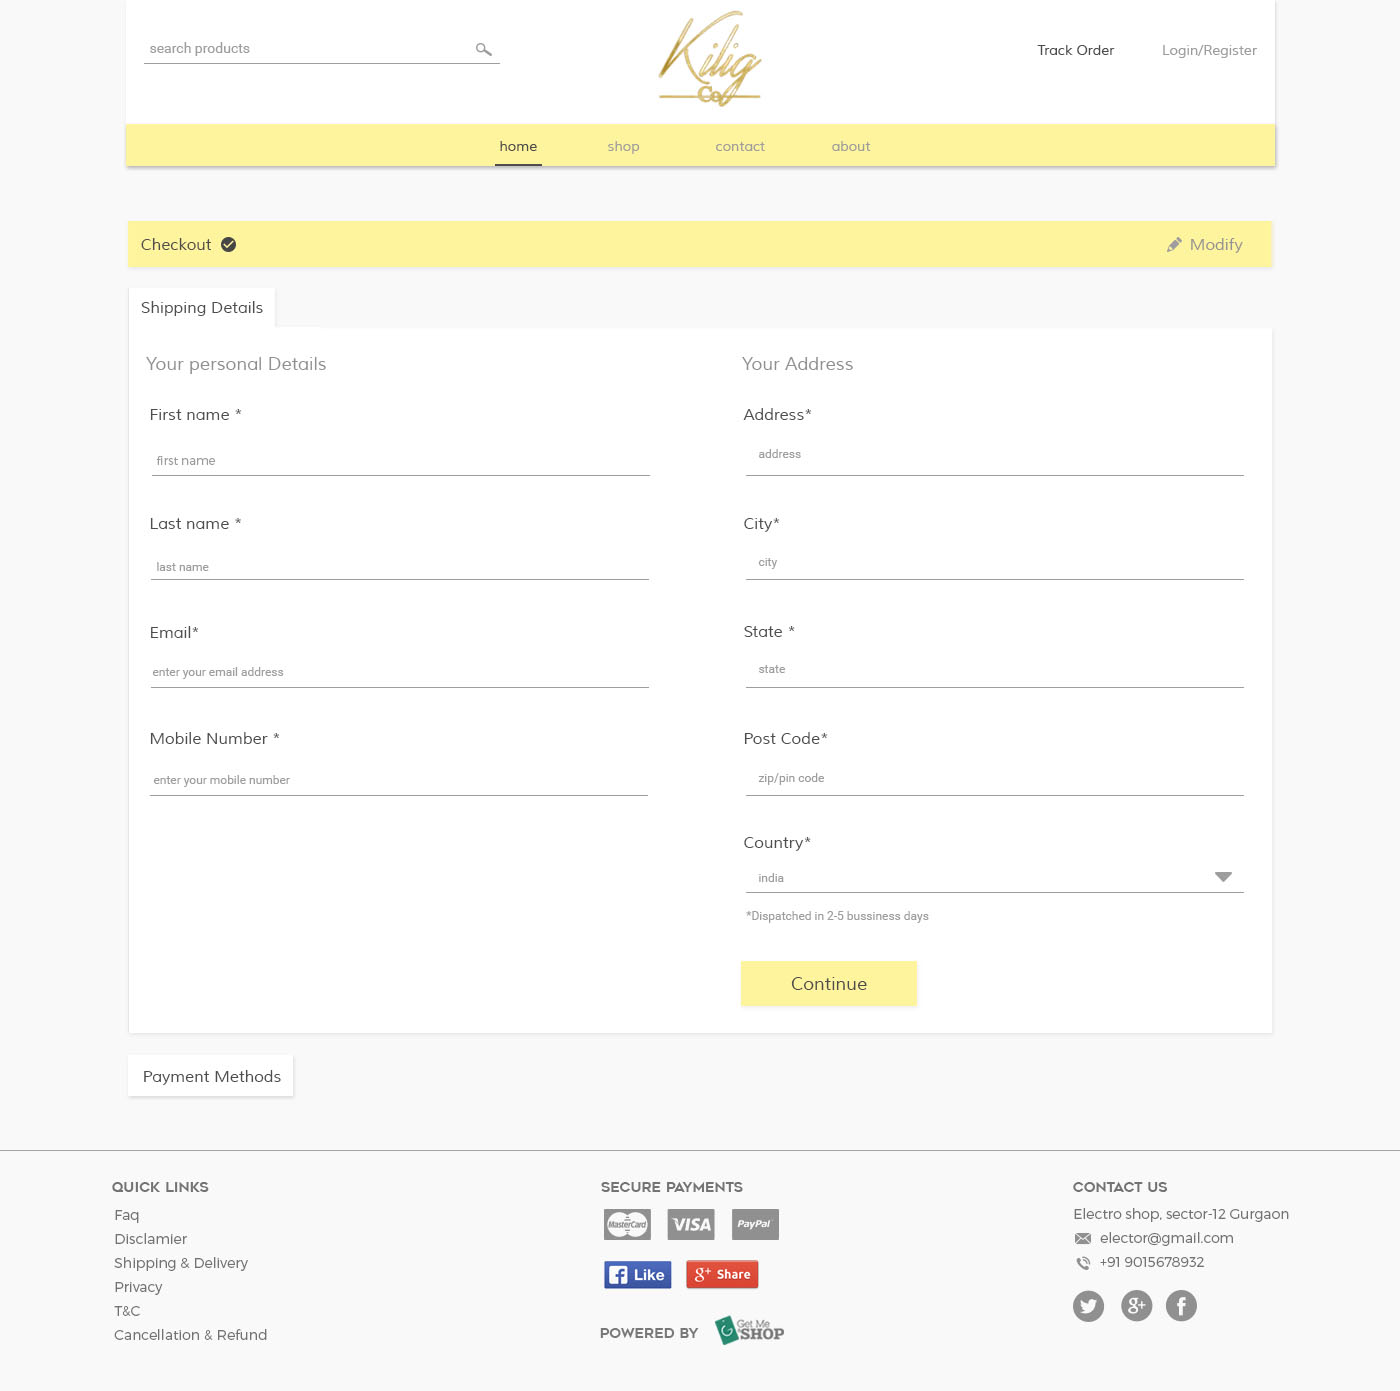 search products
Kilig
Co
Track Order
Login/Register
home
shop
contact
about
Checkout
Modify
Shipping Details
Your personal Details
First name *
first name
Last name *
last name
Email*
enter your email address
Mobile Number *
enter your mobile number
Your Address
Address*
address
City*
city
State *
state
Post Code*
zip/pin code
Country*
india
*Dispatched in 2-5 bussiness days
Continue
Payment Methods
QUICK LINKS
Faq
Disclamier
Shipping & Delivery
Privacy
T&C
Cancellation & Refund
SECURE PAYMENTS
MasterCard
VISA
PayPal
Like
g+ Share
POWERED BY
Get Me
SHOP
CONTACT US
Electro shop, sector-12 Gurgaon
elector@gmail.com
+91 9015678932
g+
f